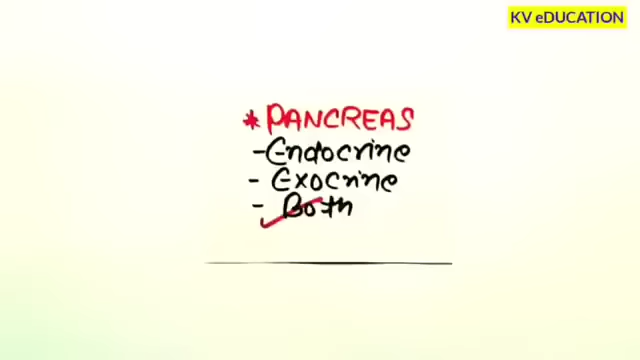 KV eDUCATION
* PANCREAS
- Endocrine
- Exocrine
- Both